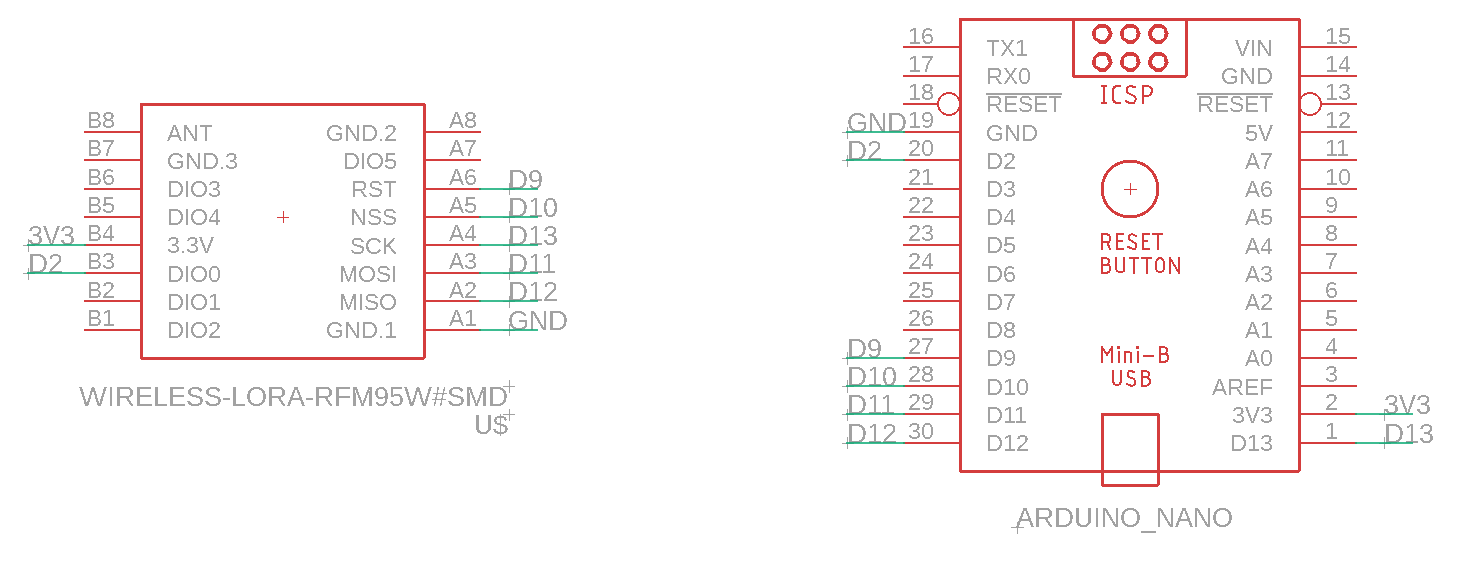 B8 ANT GND.2 A8
B7 GND.3 DIO5 A7
B6 DIO3 RST A6 D9
B5 DIO4 NSS A5 D10
3V3 B4 3.3V SCK A4 D13
D2 B3 DIO0 MOSI A3 D11
B2 DIO1 MISO A2 D12
B1 DIO2 GND.1 A1 GND
WIRELESS-LORA-RFM95W#SMD
U$
16 TX1 VIN 15
17 RX0 GND 14
18 RESET RESET 13
ICSP
GND 19 GND 5V 12
D2 20 D2 A7 11
21 D3 A6 10
22 D4 A5 9
23 D5 A4 8
RESET
BUTTON
24 D6 A3 7
25 D7 A2 6
26 D8 A1 5
D9 27 D9 A0 4
Mini-B
USB
D10 28 D10 AREF 3
D11 29 D11 3V3 2 3V3
D12 30 D12 D13 1 D13
ARDUINO_NANO